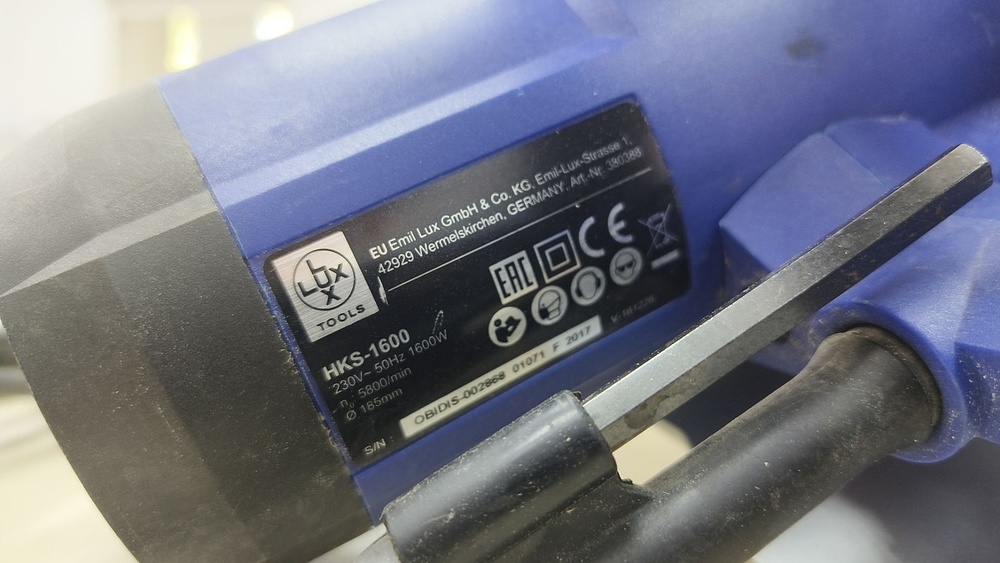 EU Emil Lux GmbH & Co. KG, Emil-Lux-Strasse 1,
42929 Wermelskirchen, GERMANY. Art.-Nr. 380388
LUX
X
TOOLS
EAC
CE
HKS-1600
230V~ 50Hz 1600W
n₀: 5800/min
Ø 185mm
S/N: OBIDIS-002868 01071 F 2017
V: 161228